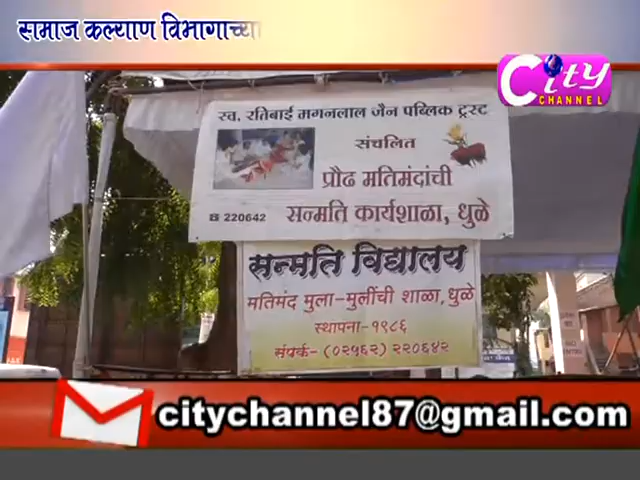 समाज कल्याण विभागाच्या
City
CHANNEL
स्व. रतिबाई मगनलाल जैन पब्लिक ट्रस्ट
संचलित
प्रौढ मतिमंदांची
☎ 220642 सन्मति कार्यशाळा, धुळे
सन्मति विद्यालय
मतिमंद मुला-मुलींची शाळा, धुळे
स्थापना-१९८६
संपर्क-(०२५६२) २२०६४२
citychannel87@gmail.com